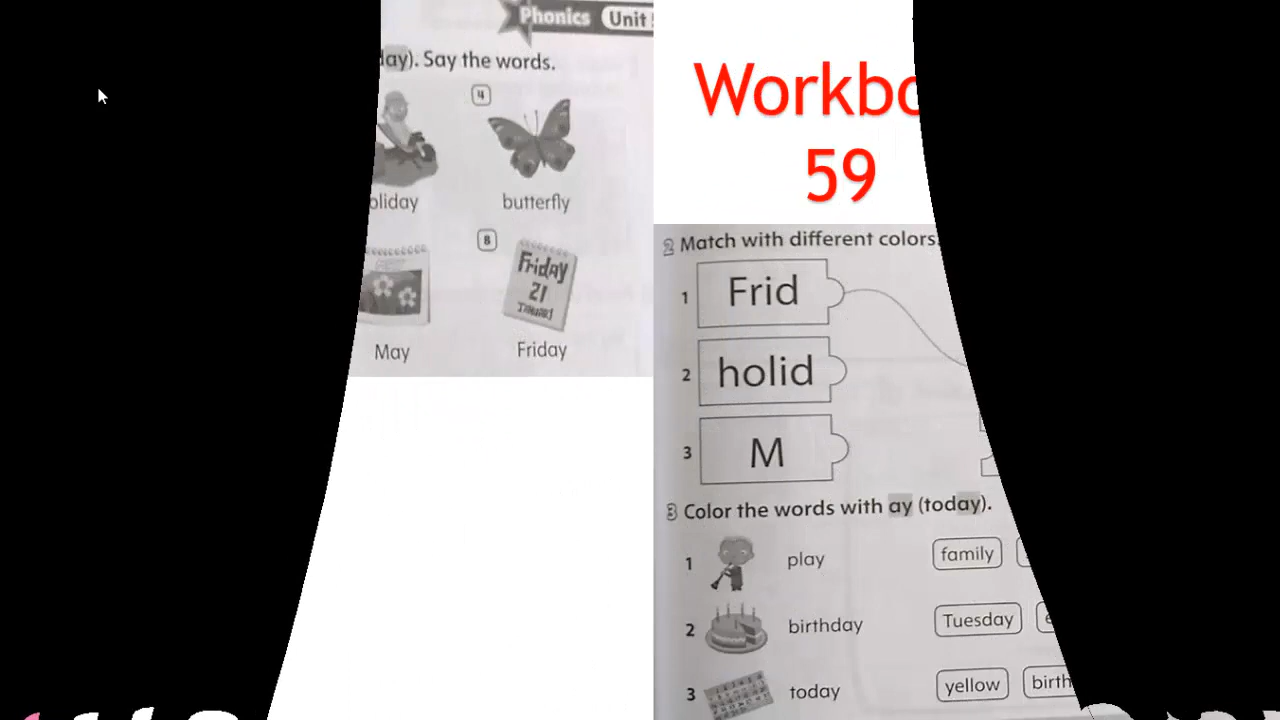 Phonics Unit
day). Say the words.
4
holiday
butterfly
8
Friday
21
May
Friday
Workbo
59
2 Match with different colors.
1 Frid
2 holid
3 M
3 Color the words with ay (today).
1 play family
2 birthday Tuesday
3 today yellow birth